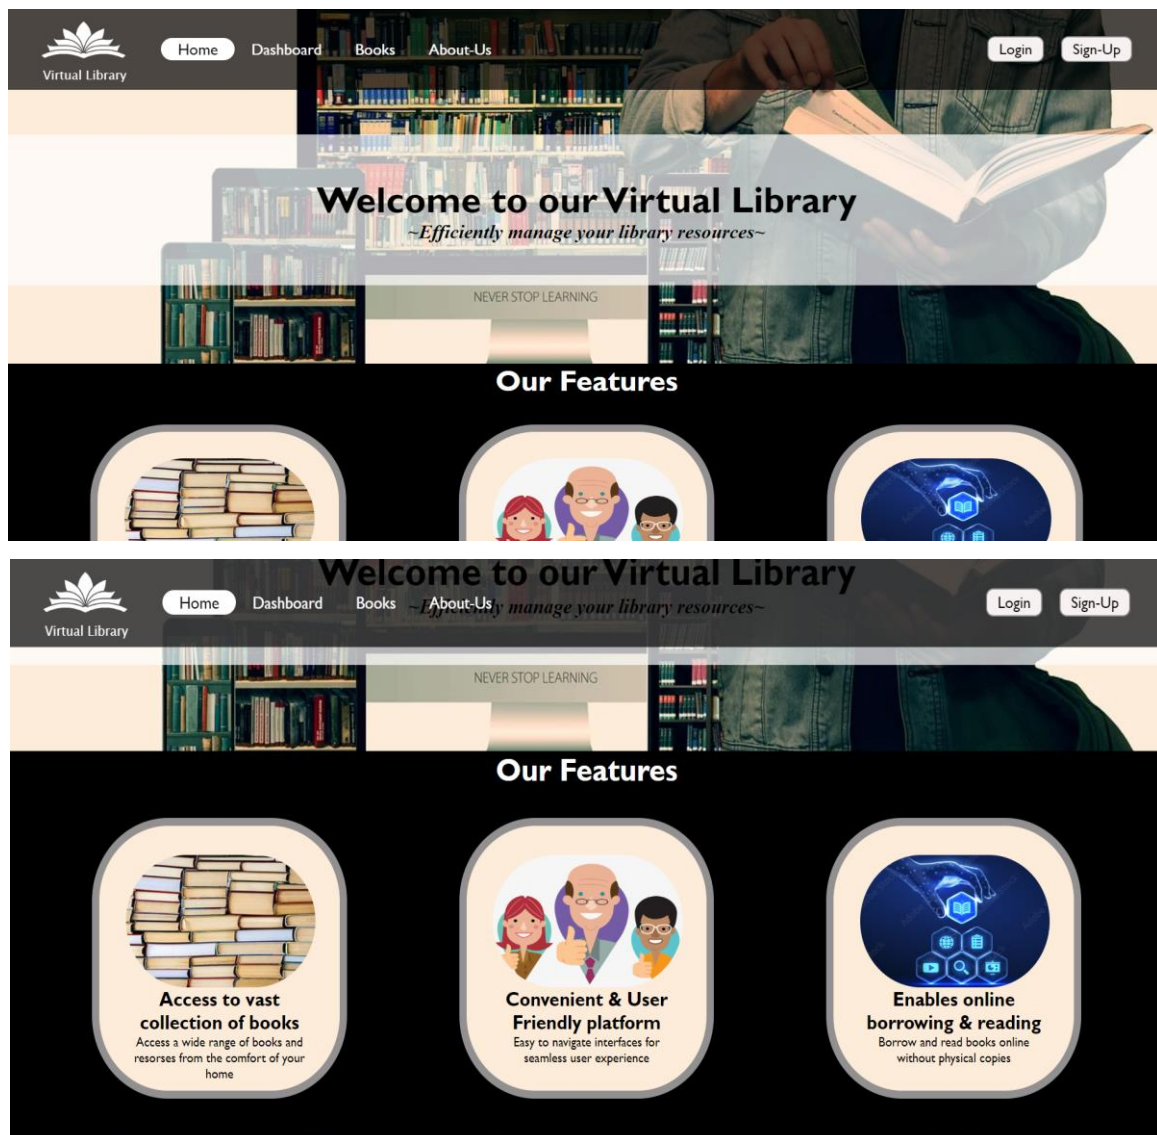 Home Dashboard Books About-Us Login Sign-Up
Virtual Library
Welcome to our Virtual Library
~Efficiently manage your library resources~
NEVER STOP LEARNING
Our Features
Welcome to our Virtual Library
Home Dashboard Books About-Us ~Efficiently manage your library resources~ Login Sign-Up
Virtual Library
NEVER STOP LEARNING
Our Features
Access to vast
collection of books
Access a wide range of books and
resorses from the comfort of your
home
Convenient & User
Friendly platform
Easy to navigate interfaces for
seamless user experience
Enables online
borrowing & reading
Borrow and read books online
without physical copies